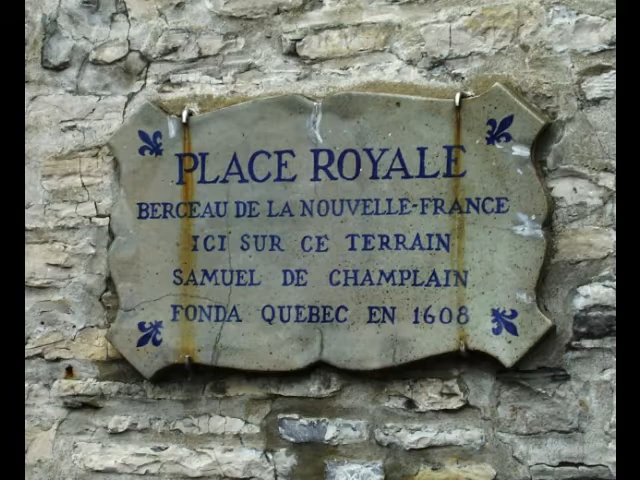 PLACE ROYALE
BERCEAU DE LA NOUVELLE-FRANCE
ICI SUR CE TERRAIN
SAMUEL DE CHAMPLAIN
FONDA QUEBEC EN 1608